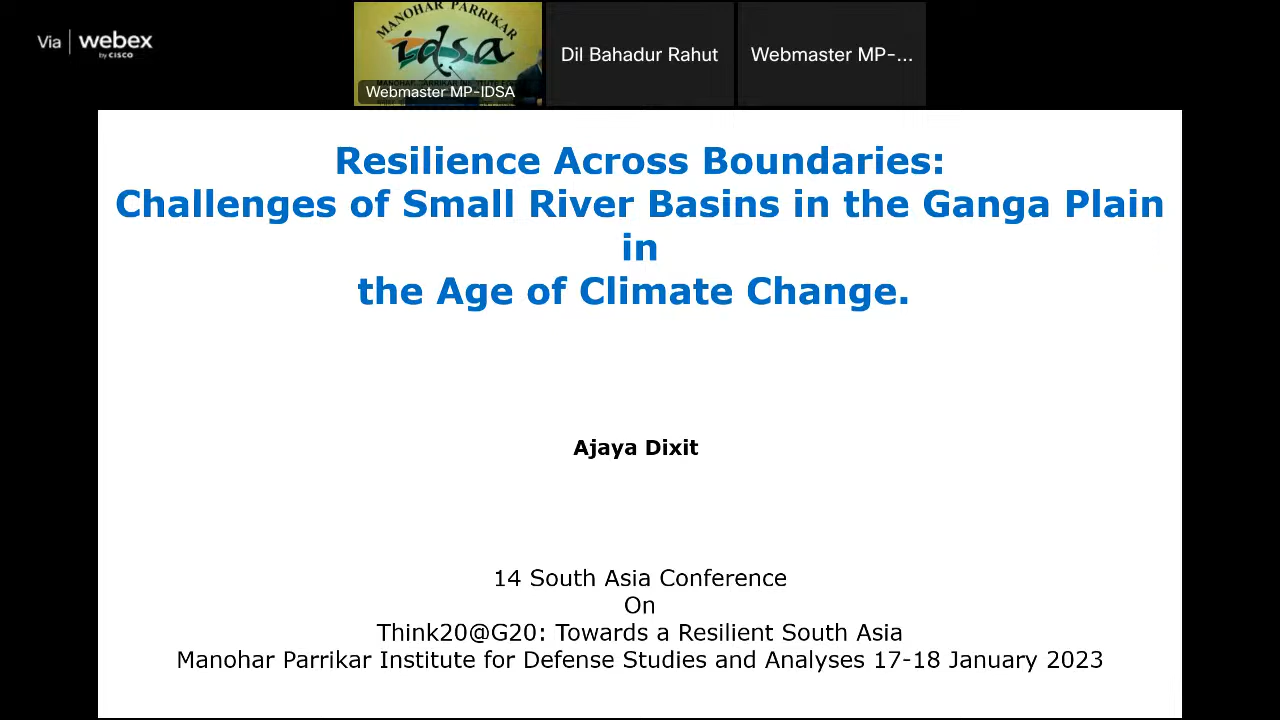 Via webex
by CISCO
MANOHAR PARRIKAR
idsa
Webmaster MP-IDSA
Dil Bahadur Rahut
Webmaster MP-...
Resilience Across Boundaries:
Challenges of Small River Basins in the Ganga Plain
in
the Age of Climate Change.
Ajaya Dixit
14 South Asia Conference
On
Think20@G20: Towards a Resilient South Asia
Manohar Parrikar Institute for Defense Studies and Analyses 17-18 January 2023